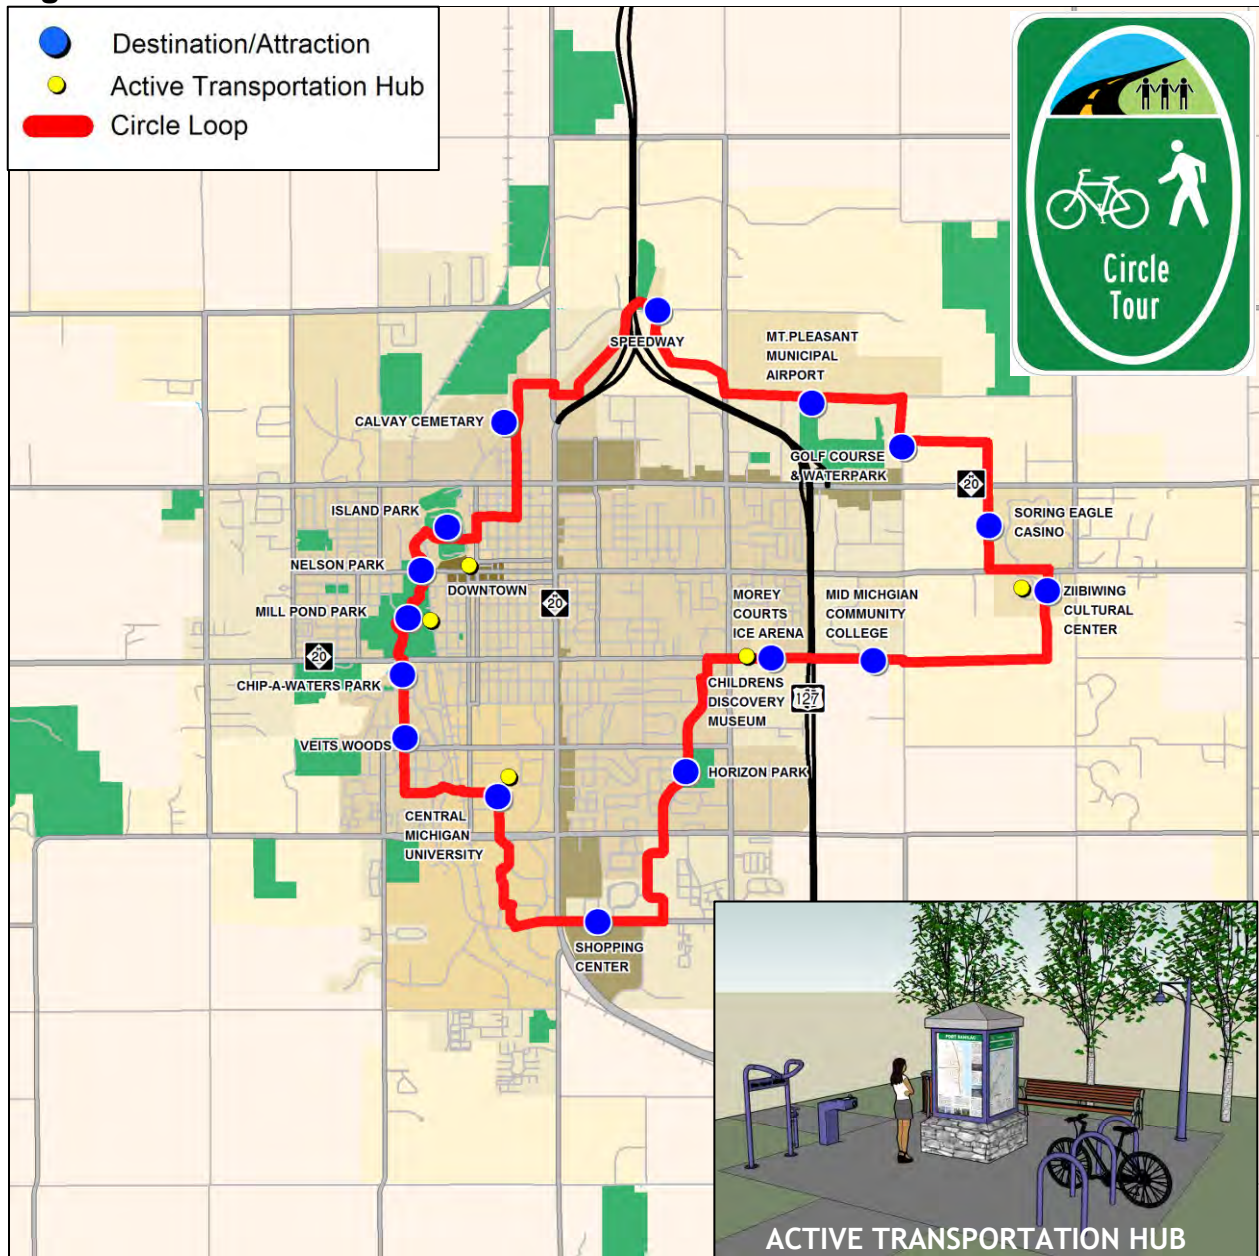 Destination/Attraction
Active Transportation Hub
Circle Loop
Circle
Tour
SPEEDWAY
MT.PLEASANT
MUNICIPAL
AIRPORT
CALVAY CEMETARY
GOLF COURSE
& WATERPARK
20
ISLAND PARK
SORING EAGLE
CASINO
NELSON PARK
DOWNTOWN
MILL POND PARK
20
MOREY
COURTS
ICE ARENA
MID MICHGIAN
COMMUNITY
COLLEGE
ZIIBIWING
CULTURAL
CENTER
20
CHIP-A-WATERS PARK
CHILDRENS
DISCOVERY
MUSEUM
127
VEITS WOODS
HORIZON PARK
CENTRAL
MICHIGAN
UNIVERSITY
SHOPPING
CENTER
ACTIVE TRANSPORTATION HUB